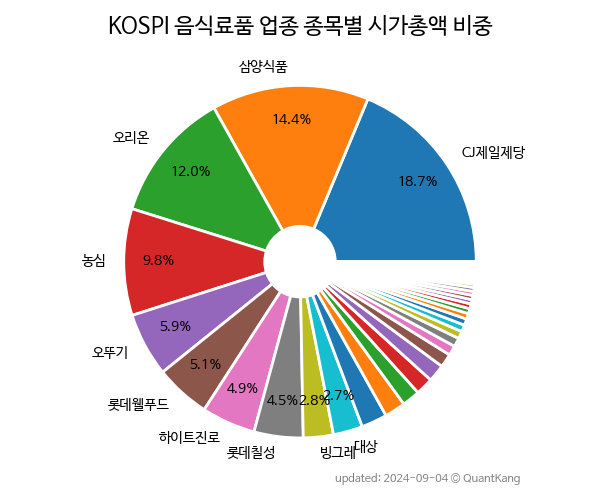 KOSPI 음식료품 업종 종목별 시가총액 비중
CJ제일제당
18.7%
삼양식품
14.4%
오리온
12.0%
농심
9.8%
오뚜기
5.9%
롯데웰푸드
5.1%
하이트진로
4.9%
롯데칠성
4.5%
빙그레
2.8%
대상
2.7%
updated: 2024-09-04 © QuantKang